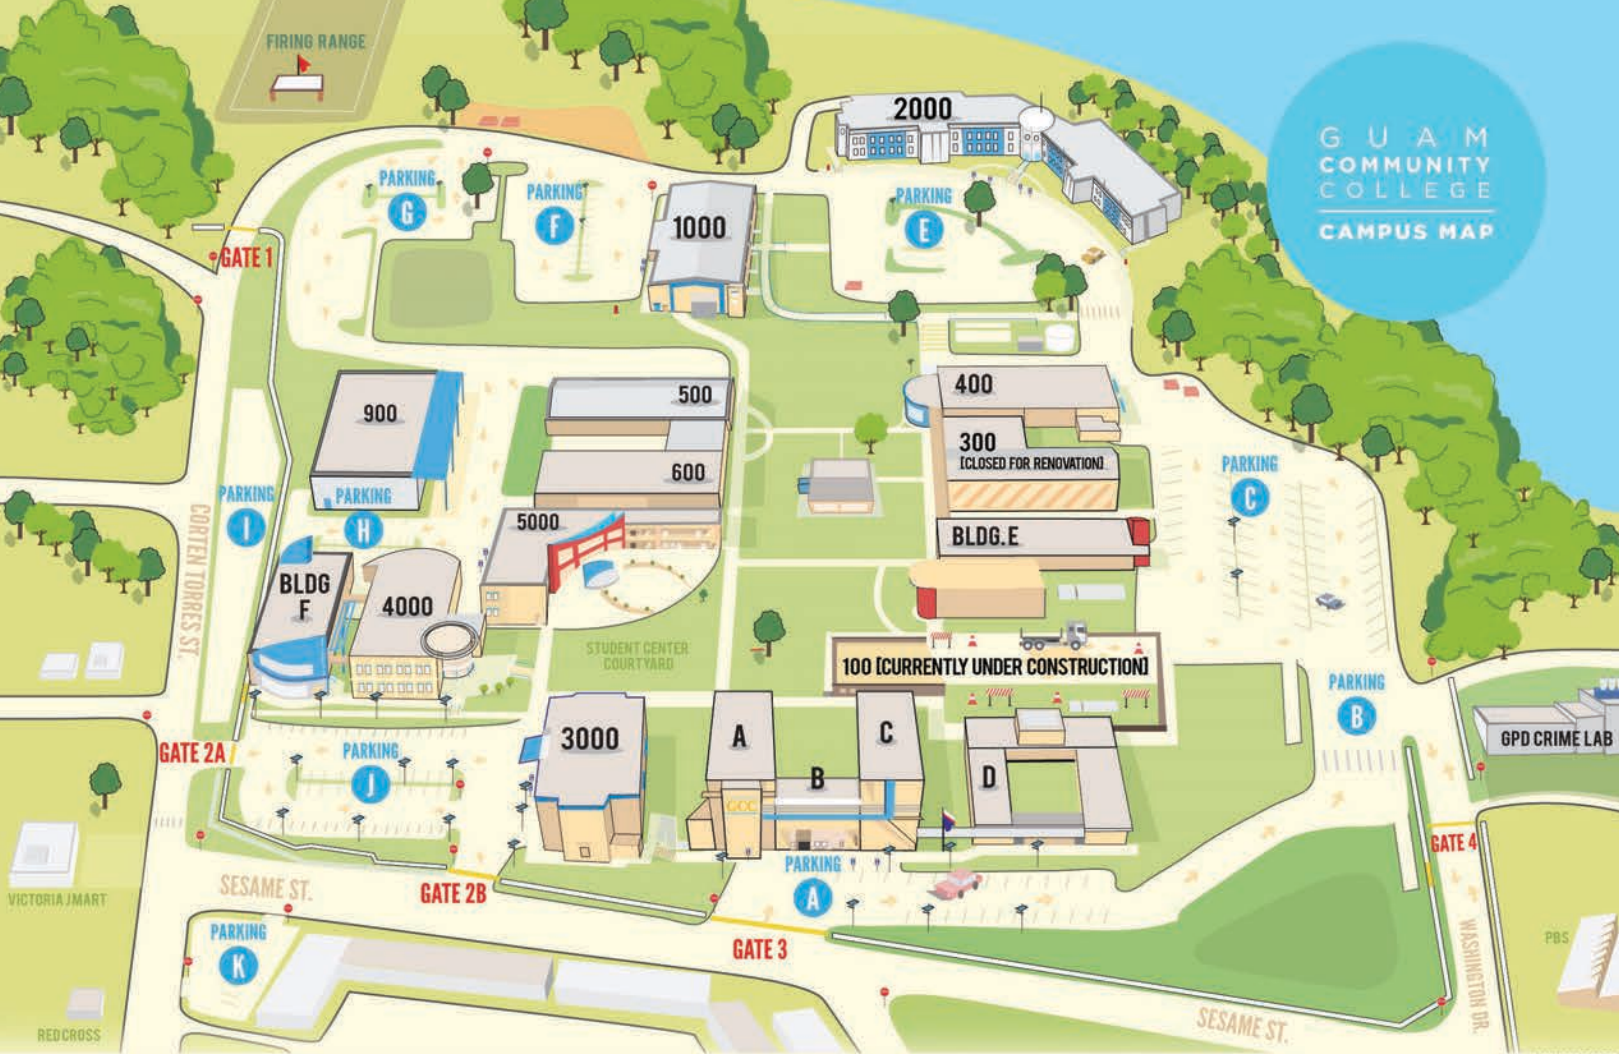 FIRING RANGE
2000
GUAM
COMMUNITY
COLLEGE
CAMPUS MAP
PARKING
G
PARKING
F
1000
PARKING
E
GATE 1
500
400
900
600
300
[CLOSED FOR RENOVATION]
PARKING
C
PARKING
I
PARKING
H
5000
BLDG.E
CORTEN TORRES ST.
BLDG
F
4000
STUDENT CENTER
COURTYARD
100 [CURRENTLY UNDER CONSTRUCTION]
PARKING
B
GPD CRIME LAB
GATE 2A
PARKING
J
3000
A
C
B
D
GCC
GATE 4
PARKING
A
SESAME ST.
GATE 2B
VICTORIA JMART
PARKING
K
GATE 3
WASHINGTON DR.
PBS
SESAME ST.
RED CROSS